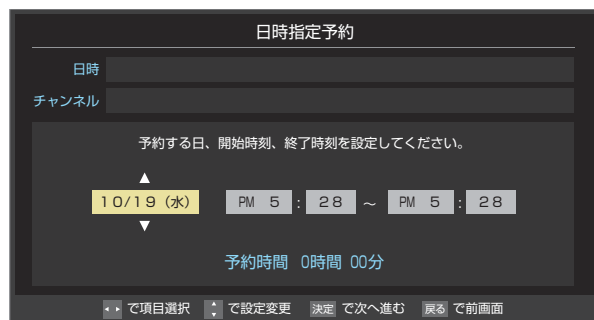 日時指定予約
日時
チャンネル
予約する日、開始時刻、終了時刻を設定してください。
▲
10/19（水） PM 5 : 28 ～ PM 5 : 28
▼
予約時間 0時間 00分
で項目選択 で設定変更 決定 で次へ進む 戻る で前画面